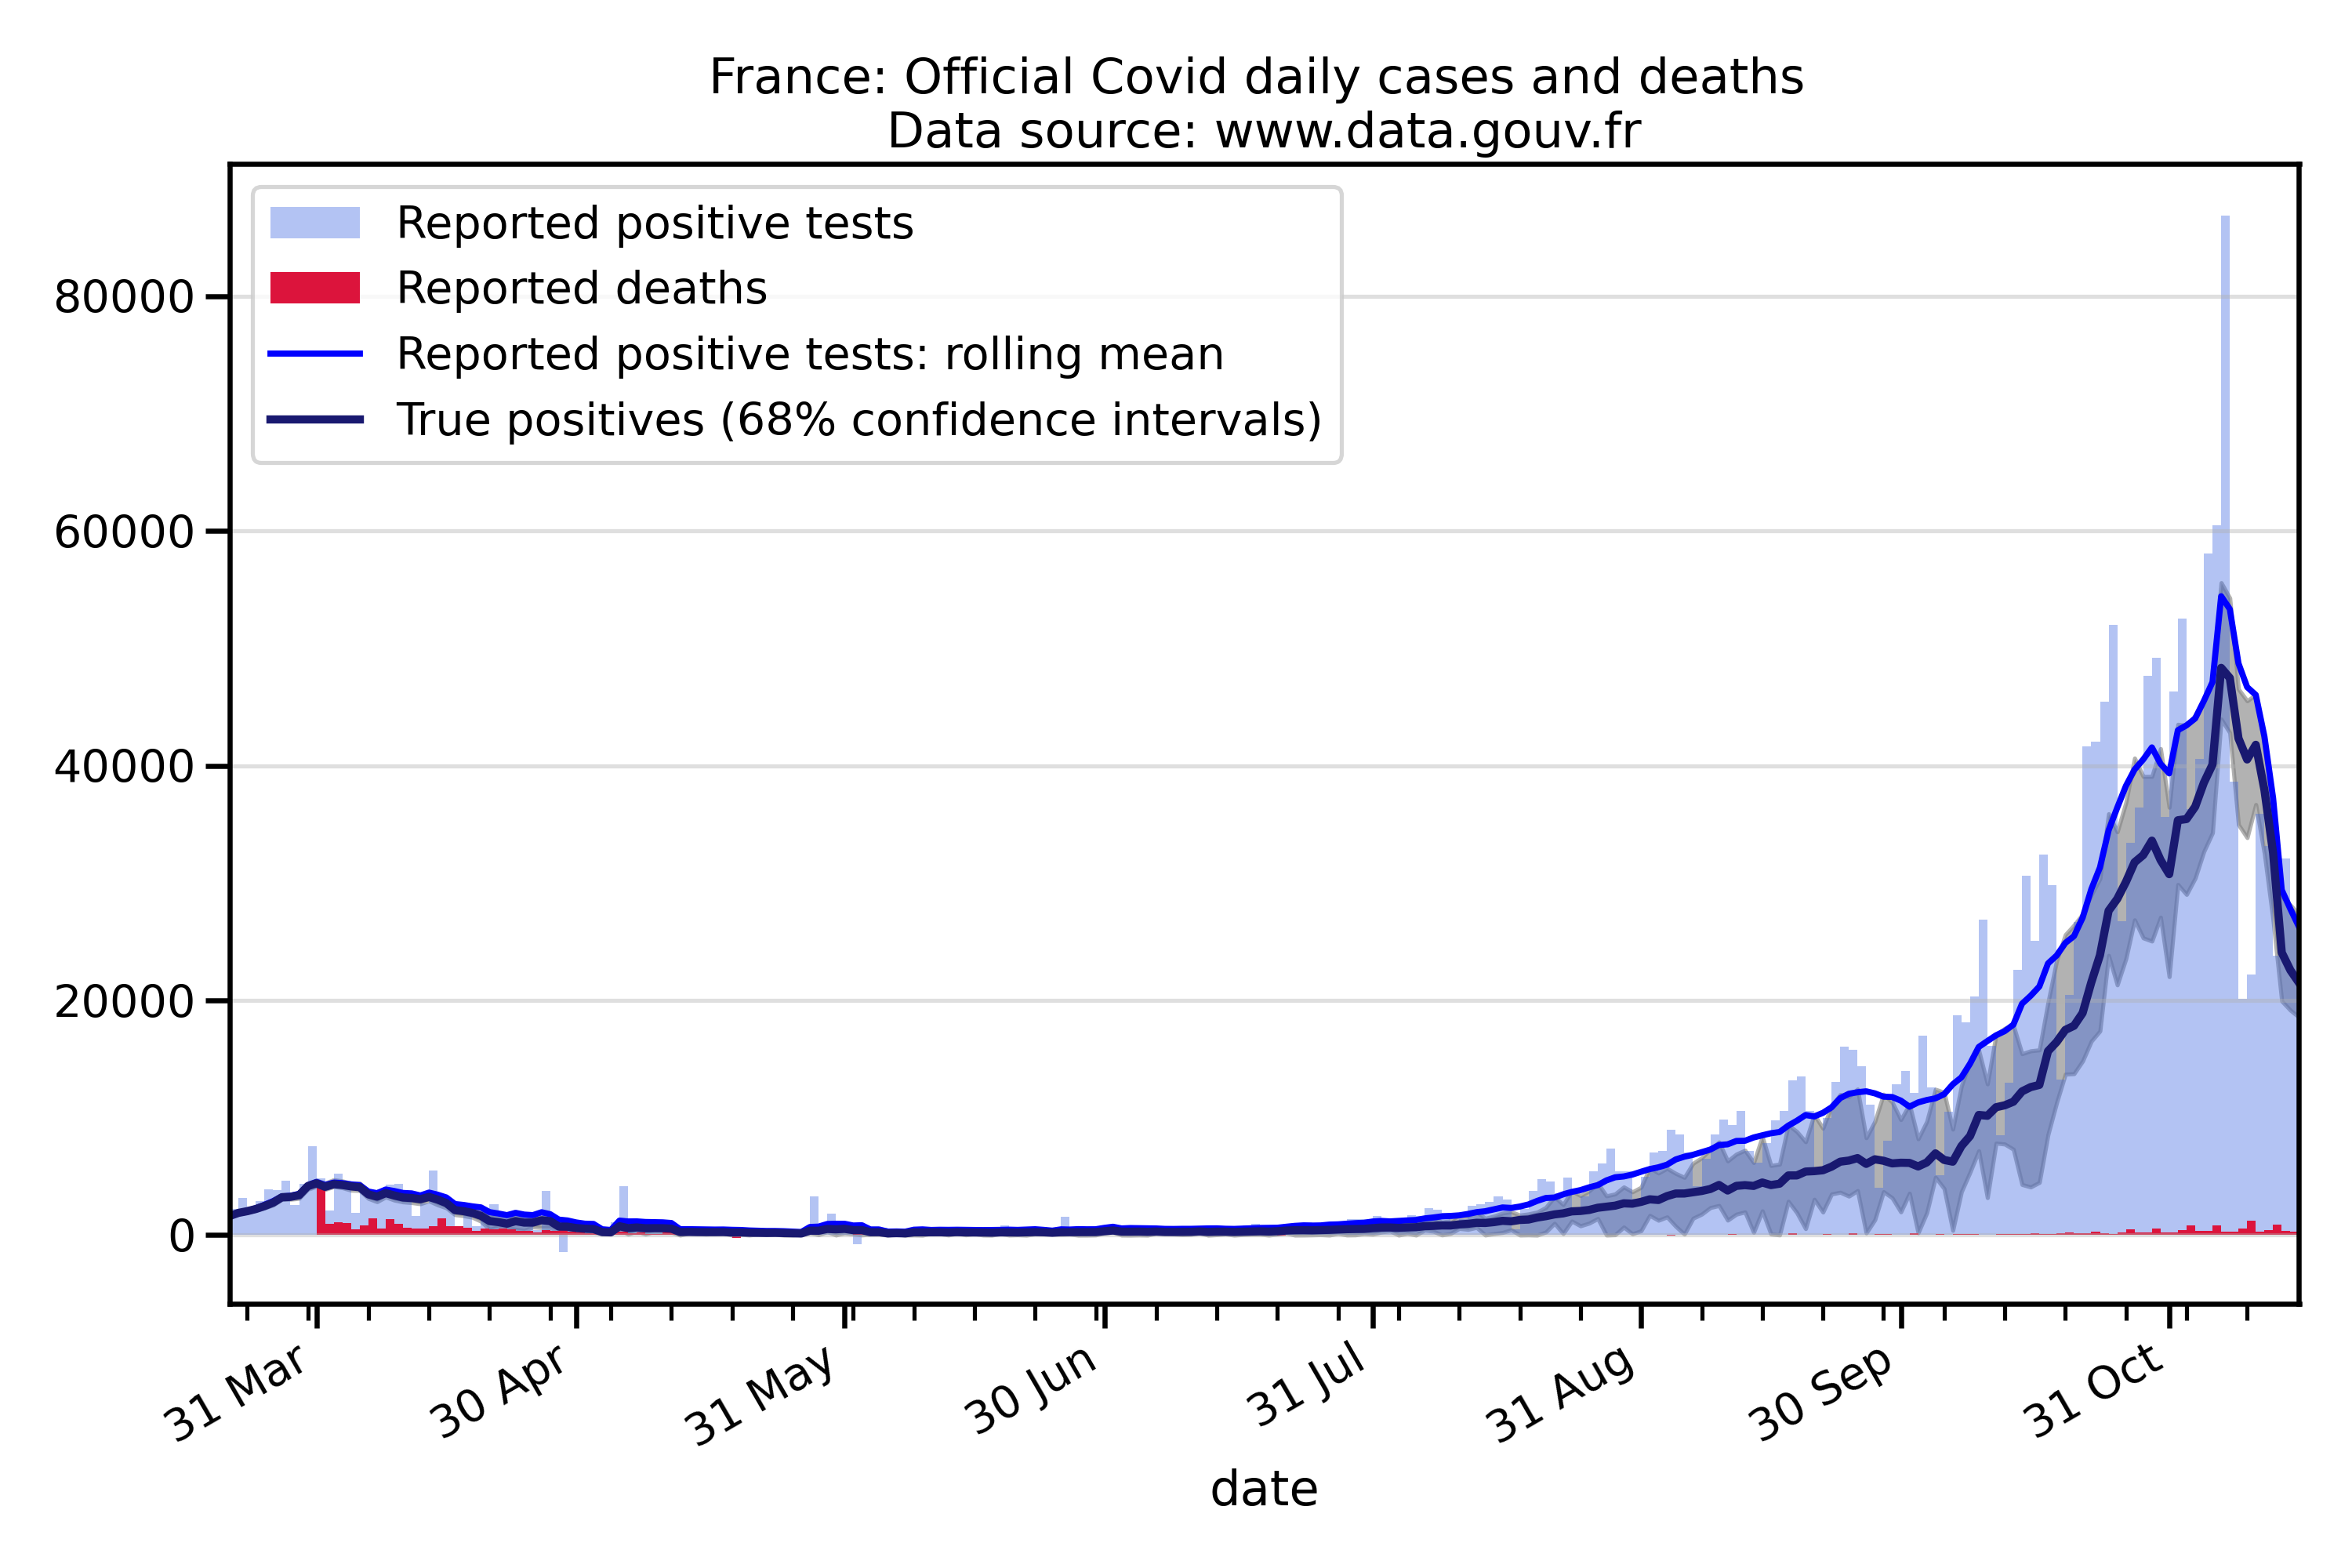 France: Official Covid daily cases and deaths
Data source: www.data.gouv.fr
Reported positive tests
Reported deaths
Reported positive tests: rolling mean
True positives (68% confidence intervals)
80000
60000
40000
20000
0
31 Mar
30 Apr
31 May
30 Jun
31 Jul
31 Aug
30 Sep
31 Oct
date